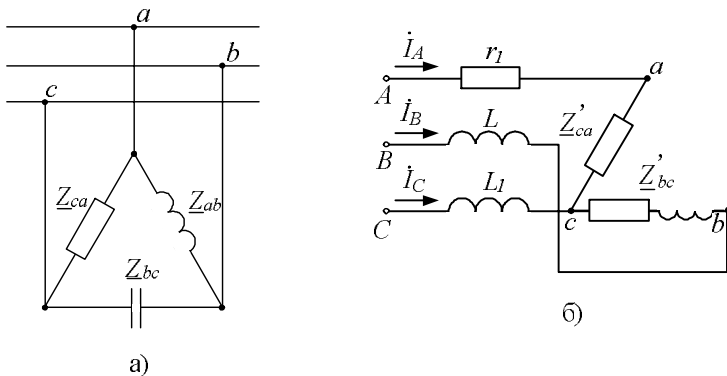 a
b
c
Z_ca
Z_ab
Z_bc
а)
İ_A
r_1
a
A
İ_B
L
Z'_ca
B
Z'_bc
İ_C
L_1
C
c
b
б)